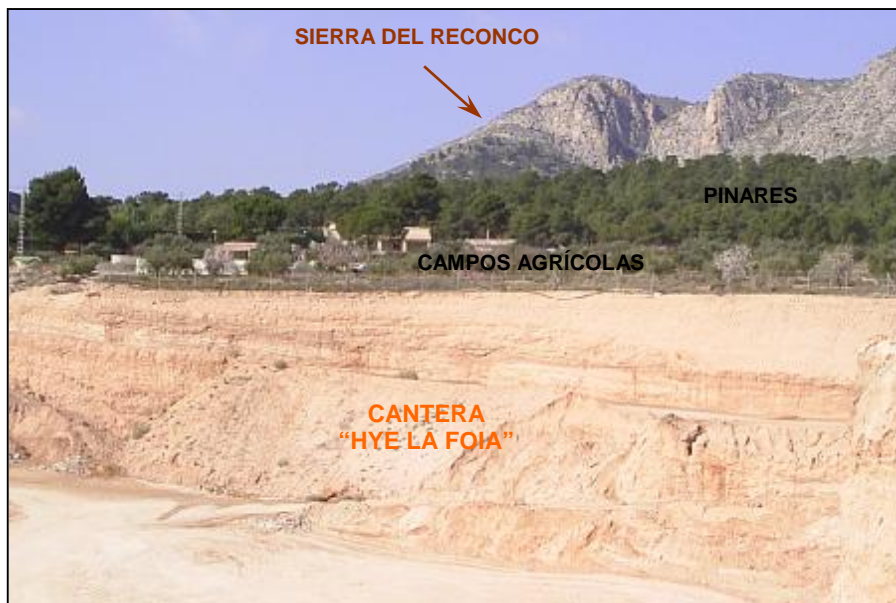 SIERRA DEL RECONCO
PINARES
CAMPOS AGRÍCOLAS
CANTERA
“HYE LA FOIA”